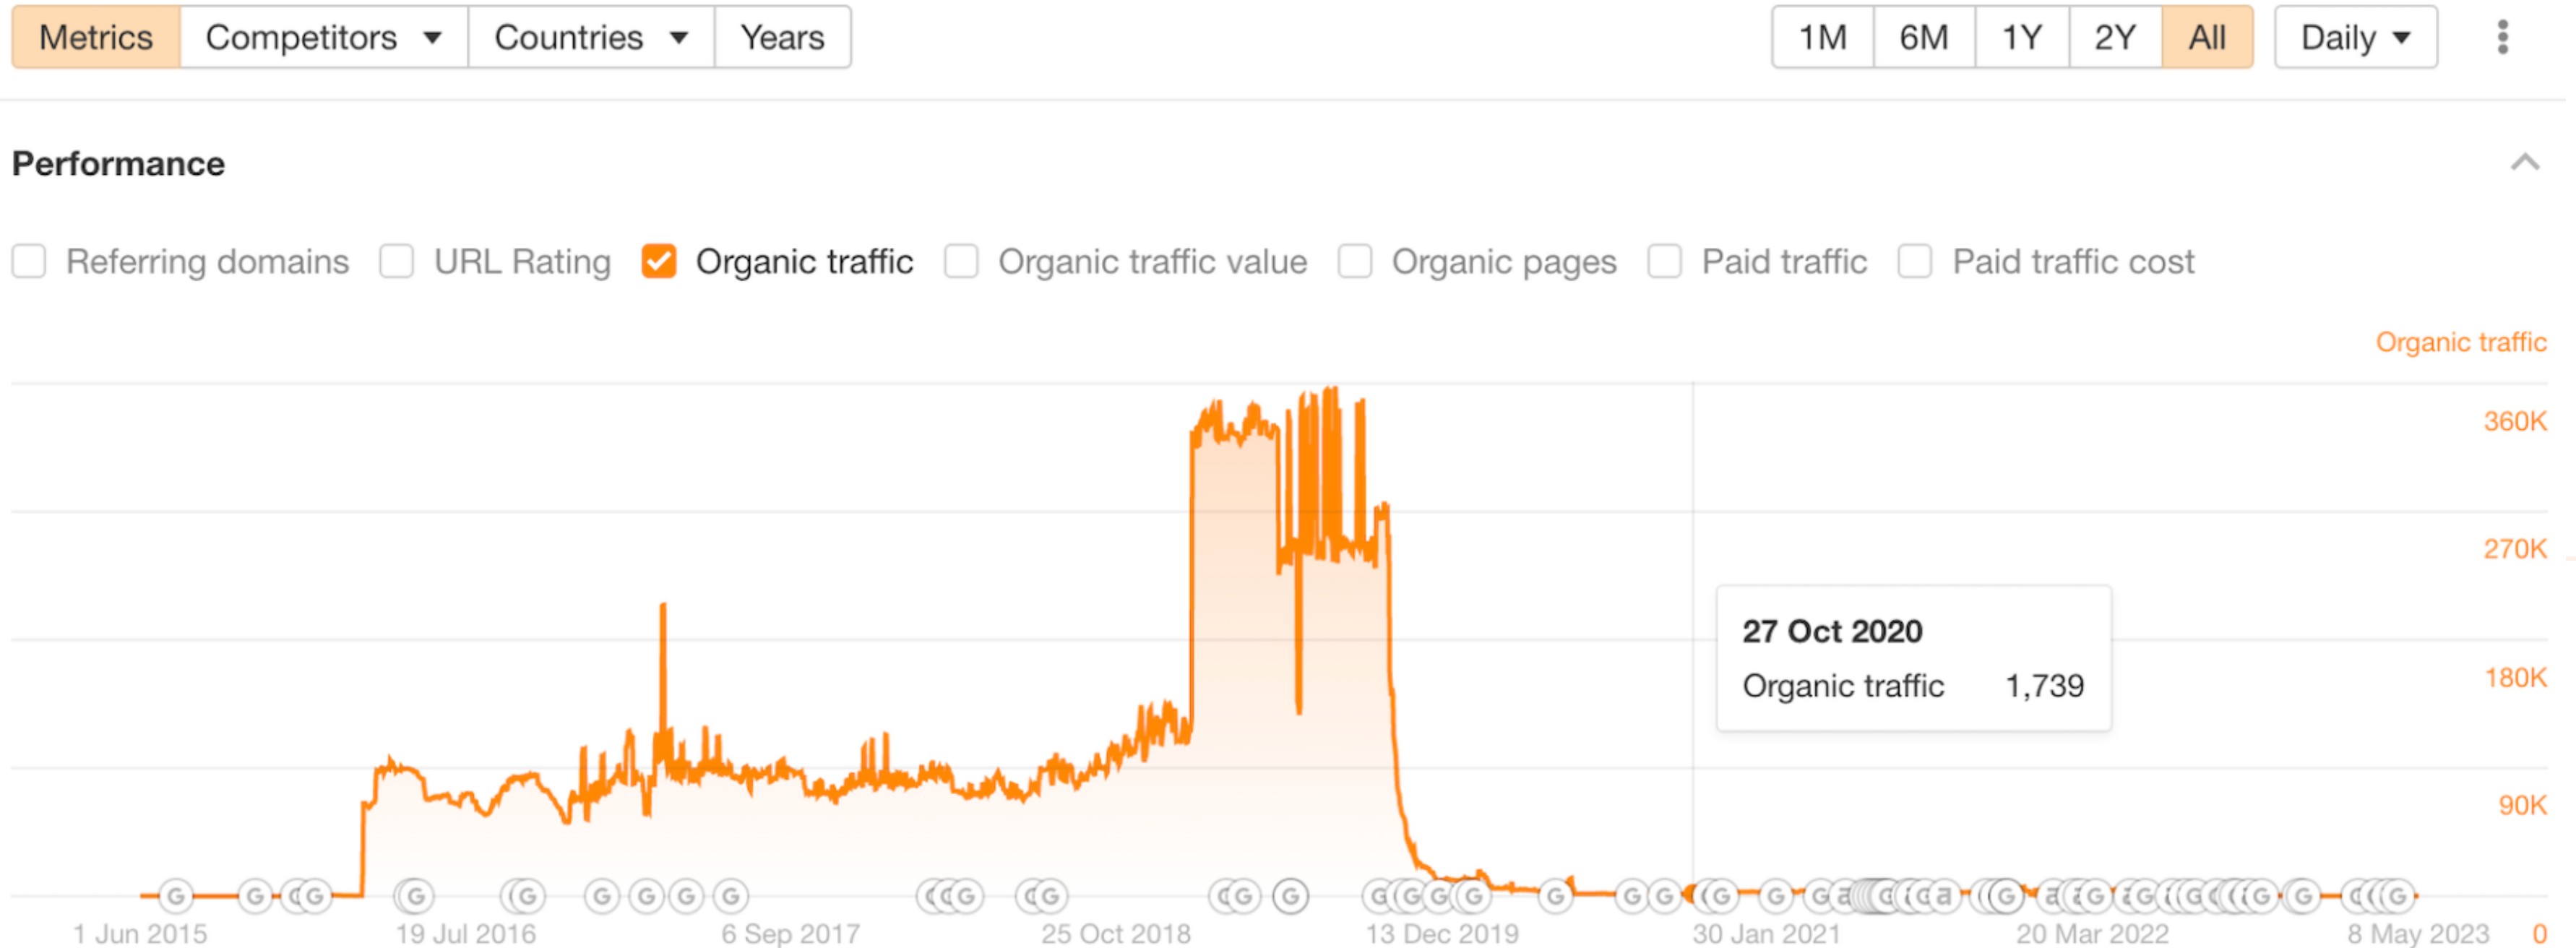 Metrics Competitors Countries Years 1M 6M 1Y 2Y All Daily
Performance
Referring domains URL Rating Organic traffic Organic traffic value Organic pages Paid traffic Paid traffic cost
Organic traffic
360K
270K
27 Oct 2020
Organic traffic 1,739
180K
90K
1 Jun 2015 19 Jul 2016 6 Sep 2017 25 Oct 2018 13 Dec 2019 30 Jan 2021 20 Mar 2022 8 May 2023 0